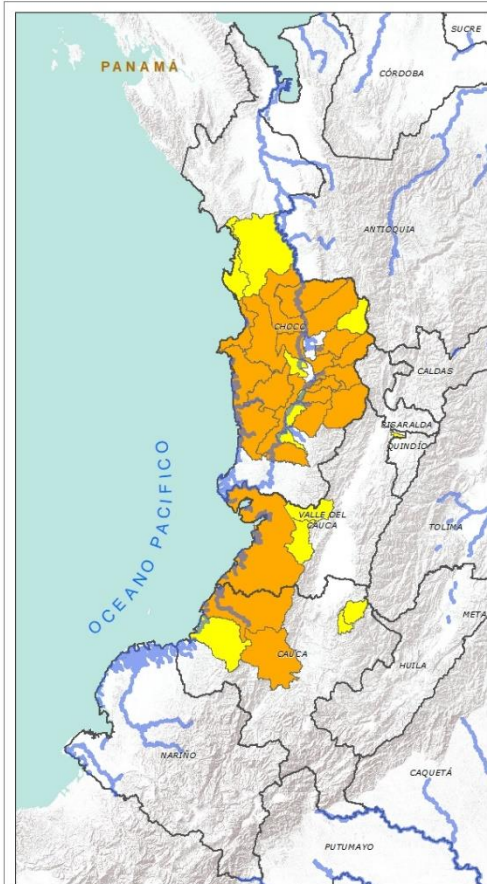 SUCRE
PANAMÁ
CÓRDOBA
ANTIOQUIA
CHOCÓ
CALDAS
RISARALDA
QUINDÍO
OCEANO PACIFICO
VALLE DEL
CAUCA
TOLIMA
META
CAUCA
HUILA
NARIÑO
CAQUETÁ
PUTUMAYO